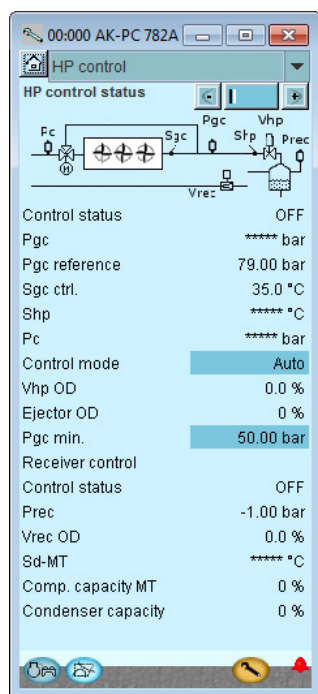 00:000 AK-PC 782A
HP control
HP control status
Pgc Vhp
Pc Sgc Shp Prec
M
Vrec
Control status OFF
Pgc ***** bar
Pgc reference 79.00 bar
Sgc ctrl. 35.0 °C
Shp ***** °C
Pc ***** bar
Control mode Auto
Vhp OD 0.0 %
Ejector OD 0 %
Pgc min. 50.00 bar
Receiver control
Control status OFF
Prec -1.00 bar
Vrec OD 0.0 %
Sd-MT ***** °C
Comp. capacity MT 0 %
Condenser capacity 0 %